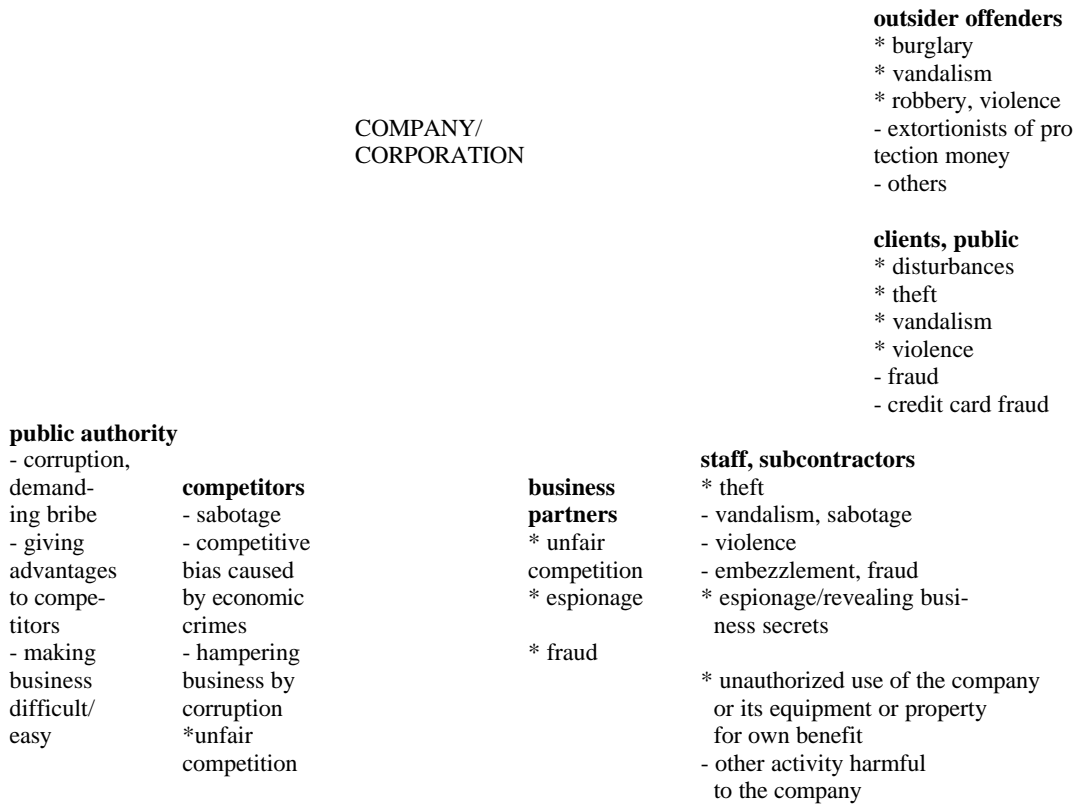 outsider offenders
* burglary
* vandalism
* robbery, violence
- extortionists of pro
tection money
- others
COMPANY/
CORPORATION
clients, public
* disturbances
* theft
* vandalism
* violence
- fraud
- credit card fraud
public authority
- corruption,
demand-
ing bribe
- giving
advantages
to compe-
titors
- making
business
difficult/
easy
competitors
- sabotage
- competitive
bias caused
by economic
crimes
- hampering
business by
corruption
*unfair
competition
business
partners
* unfair
competition
* espionage
* fraud
staff, subcontractors
* theft
- vandalism, sabotage
- violence
- embezzlement, fraud
* espionage/revealing busi-
ness secrets
* unauthorized use of the company
or its equipment or property
for own benefit
- other activity harmful
to the company